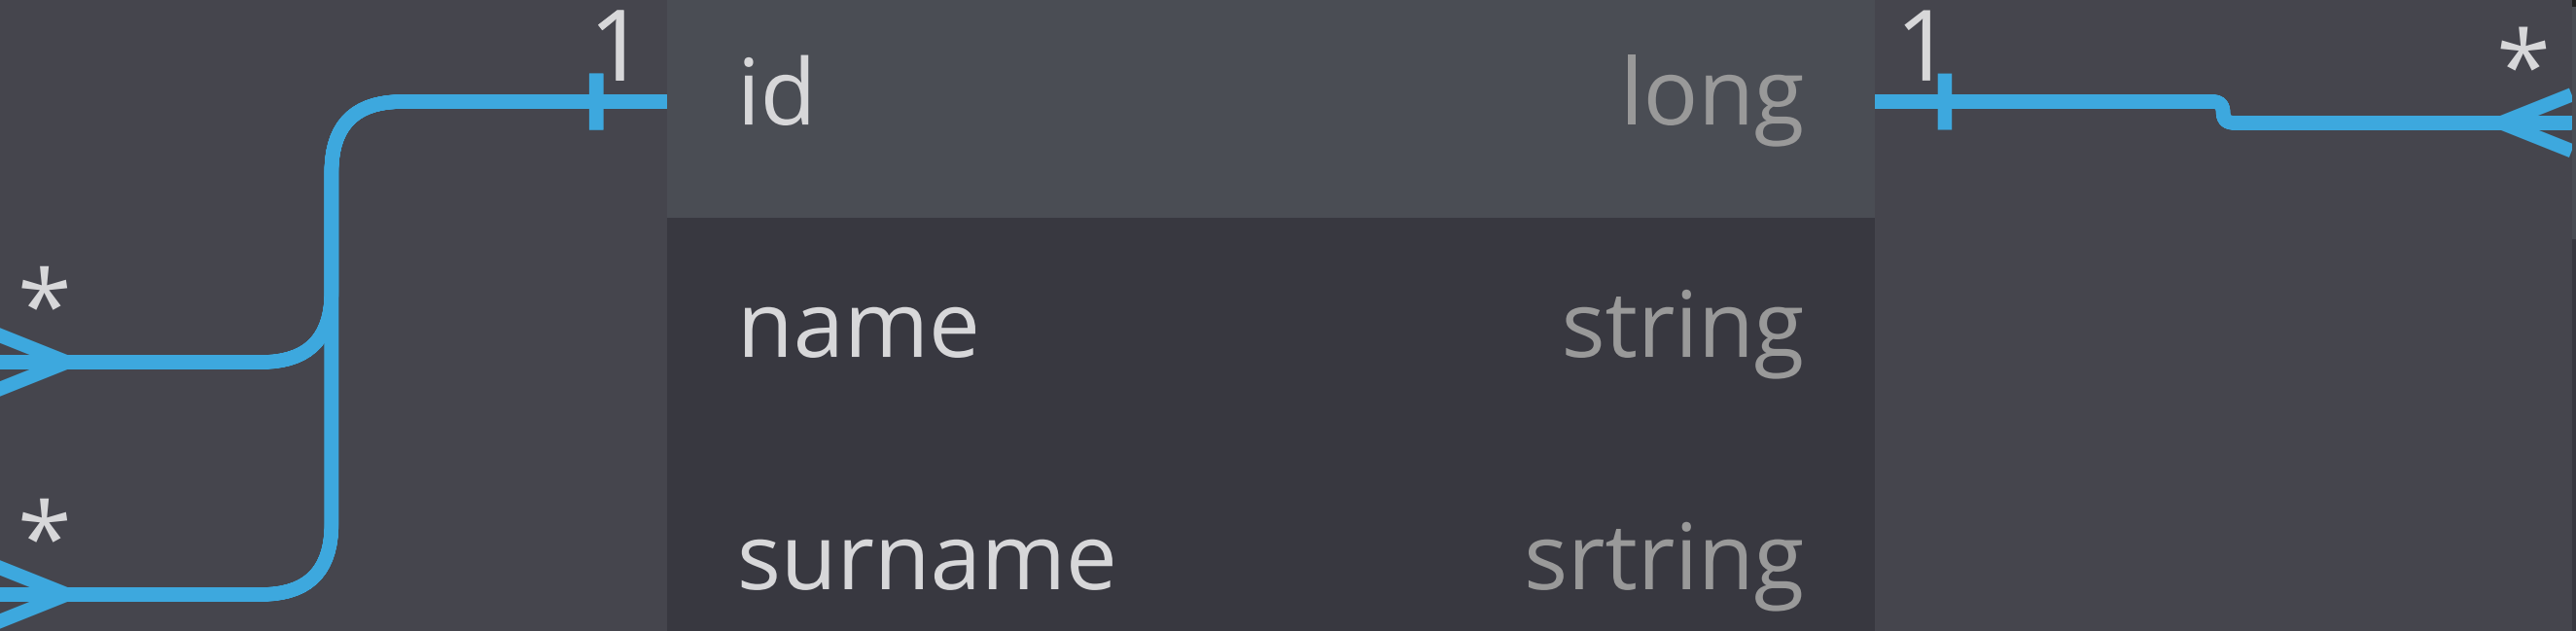 1 id long 1 *
* name string
* surname srtring